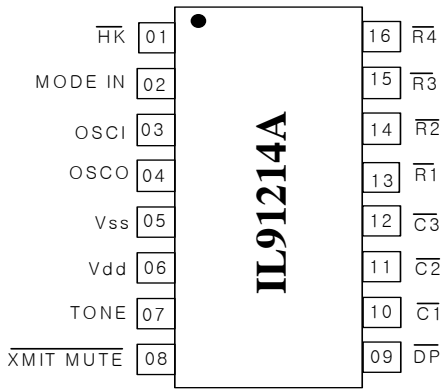 HK 01
MODE IN 02
OSCI 03
OSCO 04
Vss 05
Vdd 06
TONE 07
XMIT MUTE 08
IL91214A
16 R4
15 R3
14 R2
13 R1
12 C3
11 C2
10 C1
09 DP